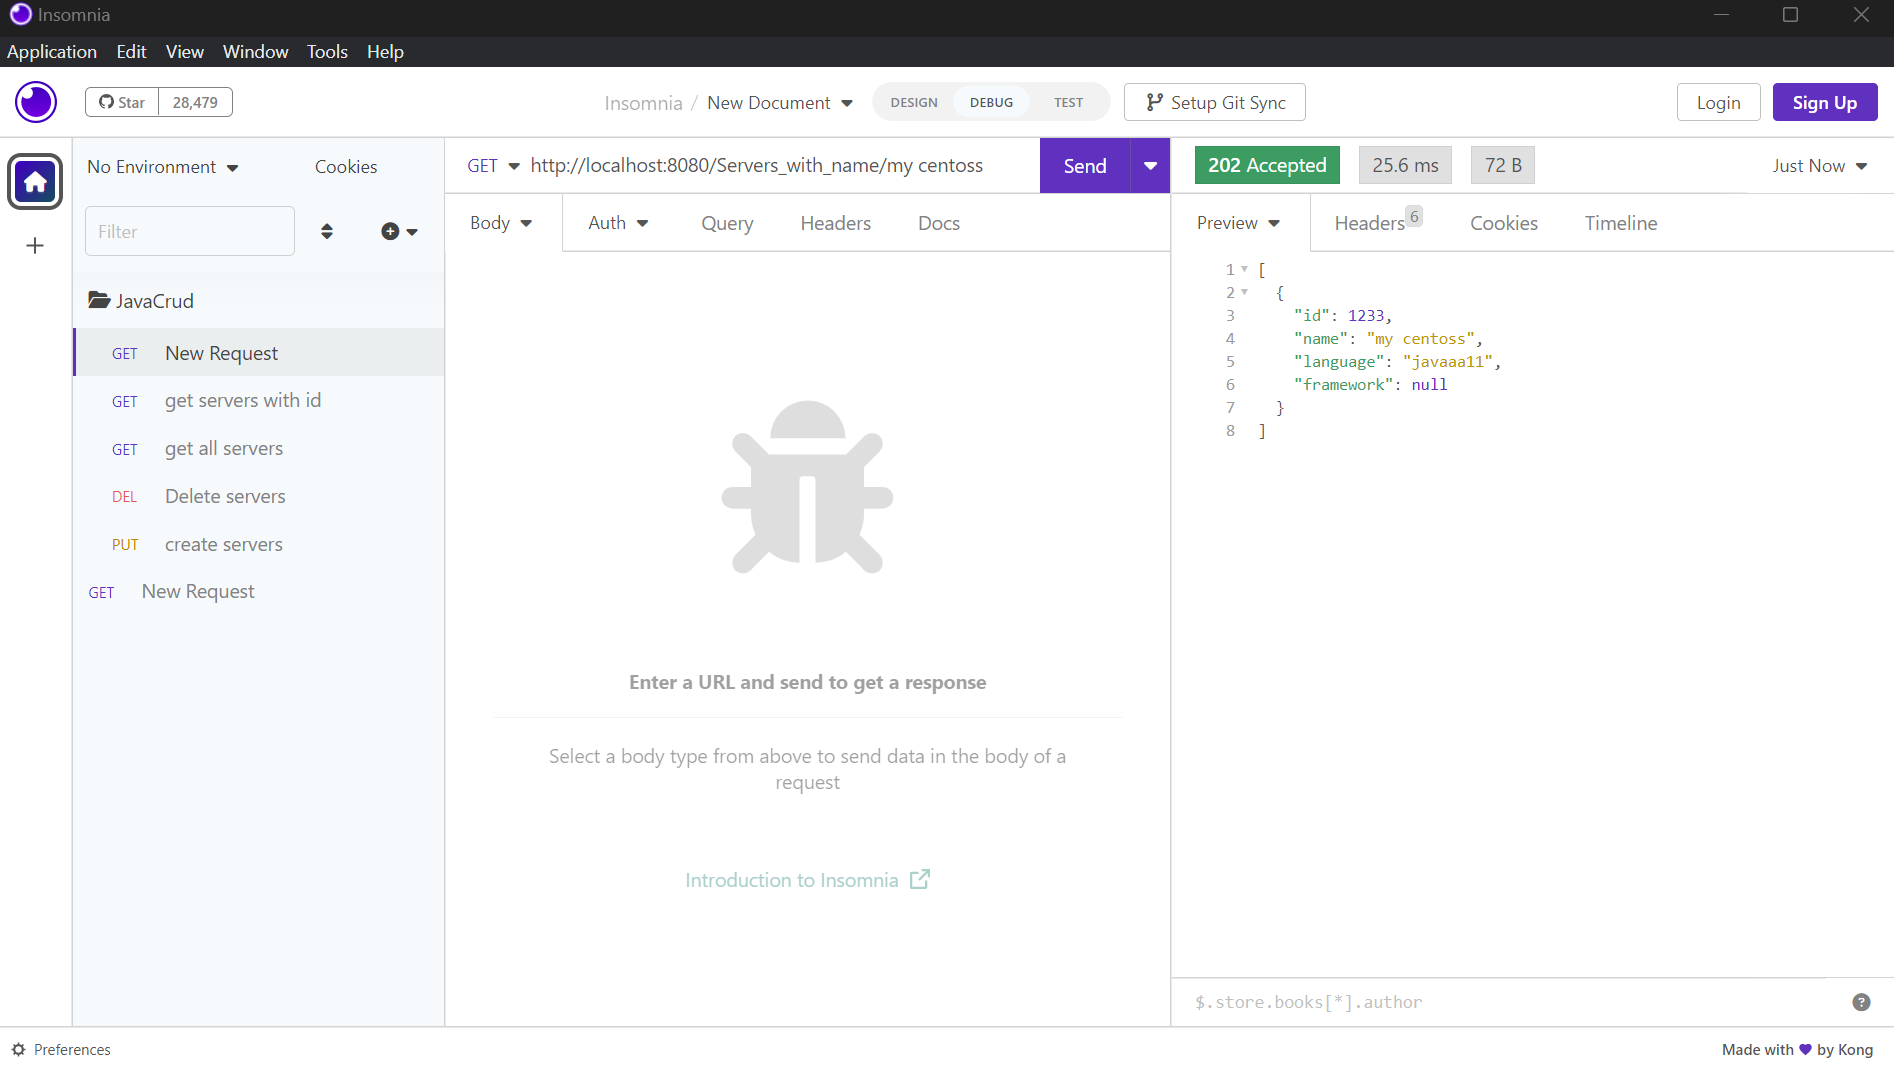 Insomnia
Application Edit View Window Tools Help
Star 28,479
Insomnia / New Document
DESIGN DEBUG TEST
Setup Git Sync
Login
Sign Up
No Environment
Cookies
Filter
JavaCrud
GET New Request
GET get servers with id
GET get all servers
DEL Delete servers
PUT create servers
GET New Request
GET http://localhost:8080/Servers_with_name/my centoss
Send
Body Auth Query Headers Docs
Enter a URL and send to get a response
Select a body type from above to send data in the body of a
request
Introduction to Insomnia
202 Accepted 25.6 ms 72 B
Just Now
Preview Headers 6 Cookies Timeline
1 [
2 {
3 "id": 1233,
4 "name": "my centoss",
5 "language": "javaaa11",
6 "framework": null
7 }
8 ]
$.store.books[*].author
?
Preferences
Made with ♥ by Kong